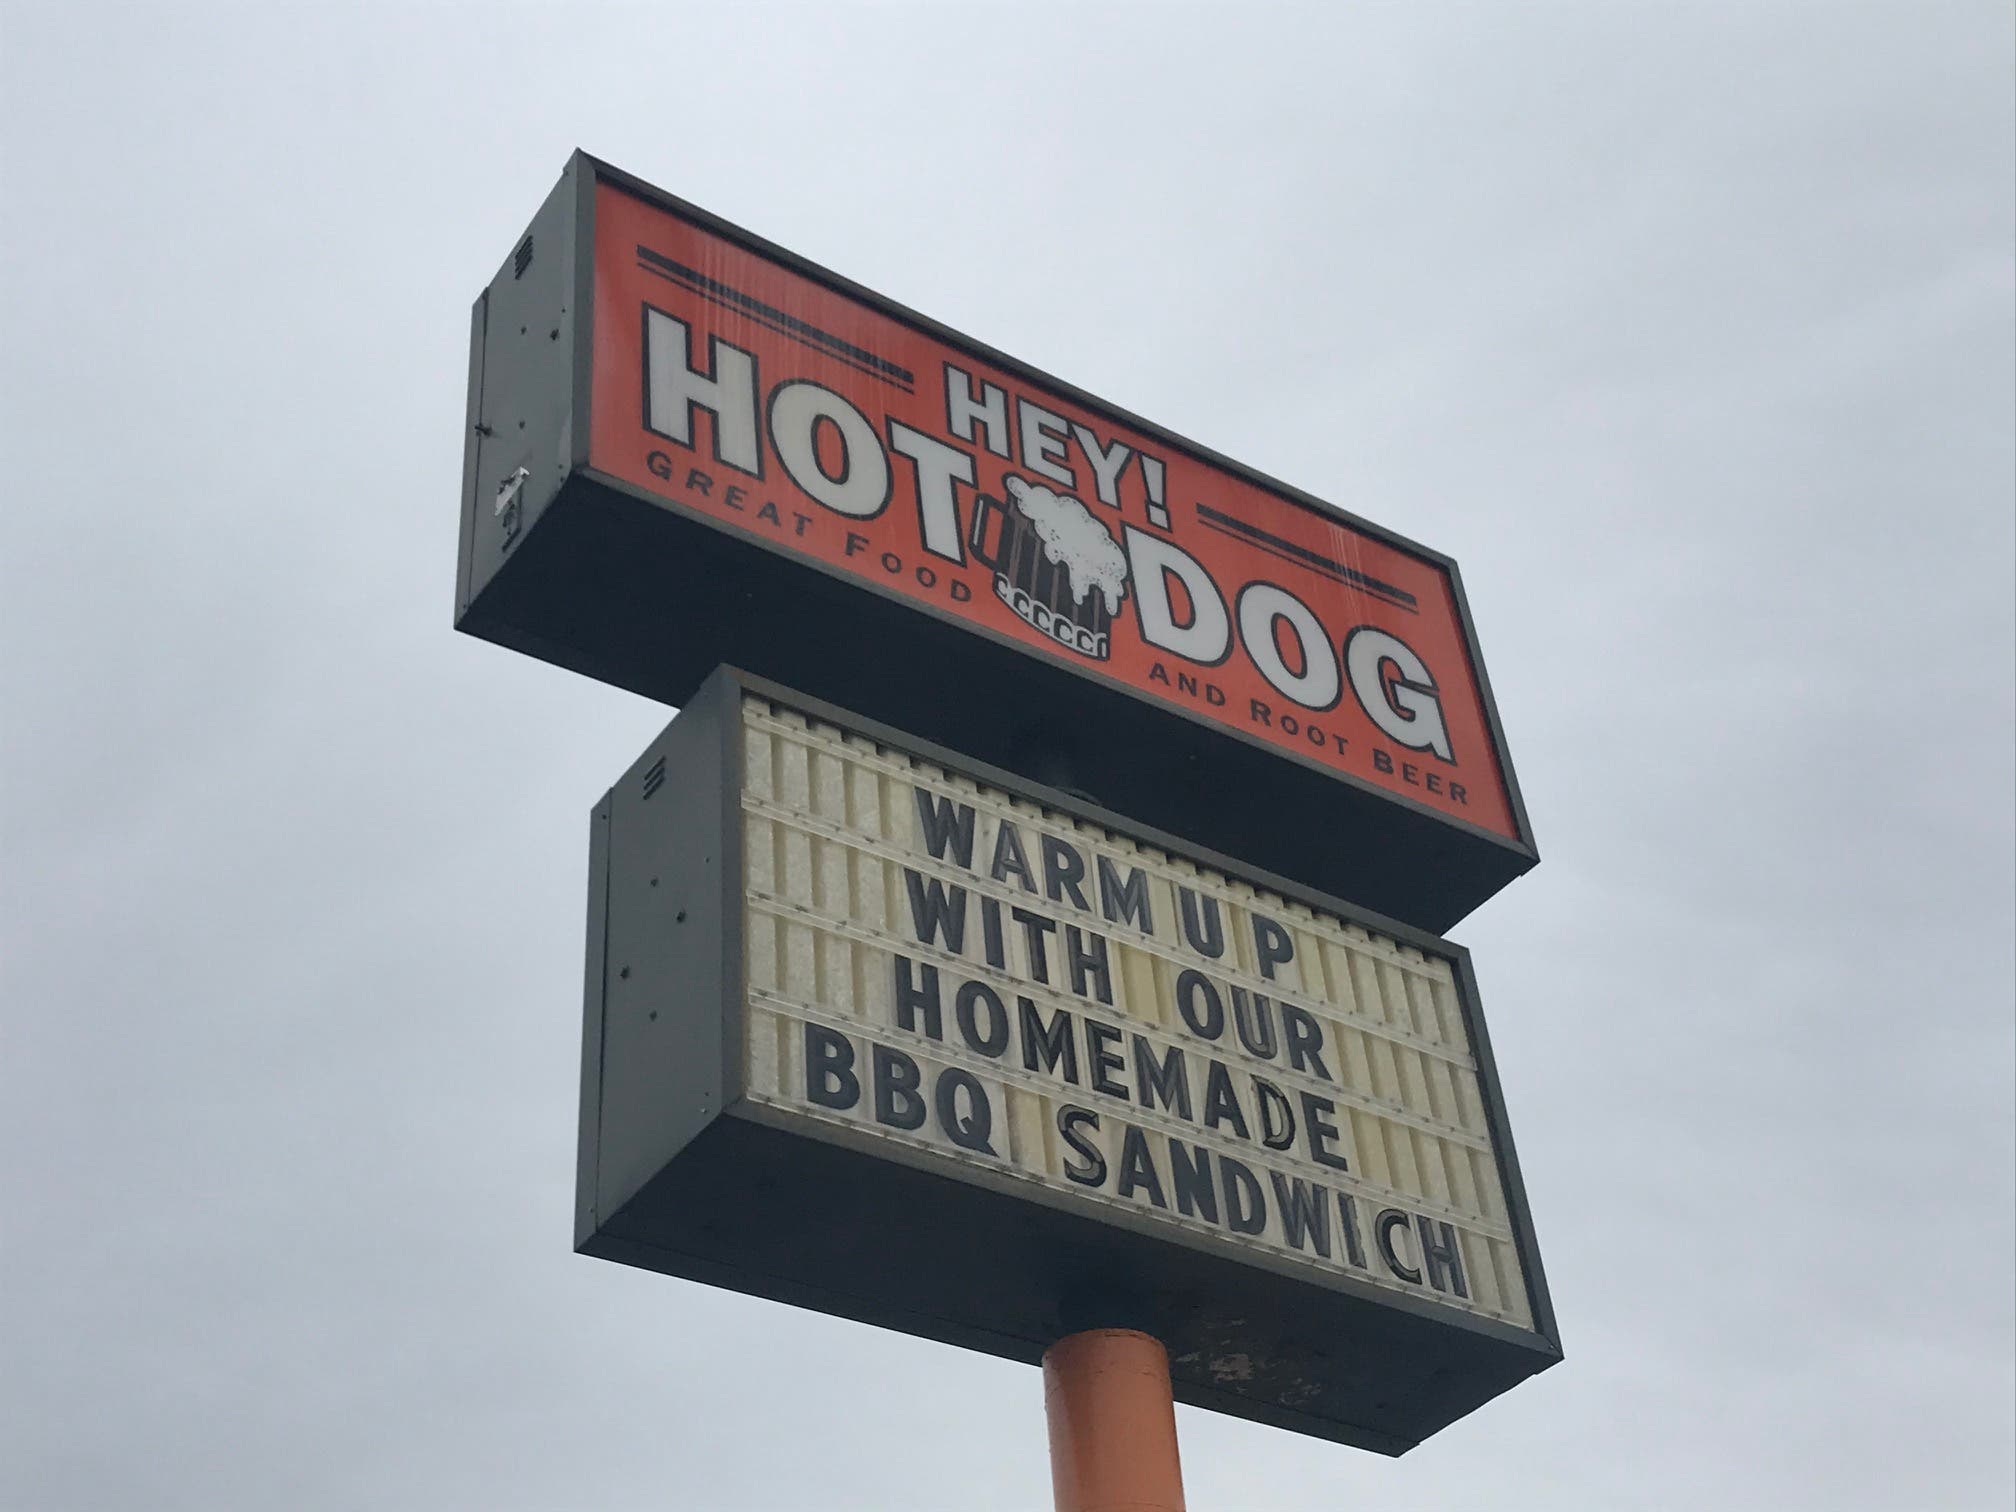 HEY!
HOT DOG
GREAT FOOD AND ROOT BEER
WARM UP
WITH OUR
HOMEMADE
BBQ SANDWICH